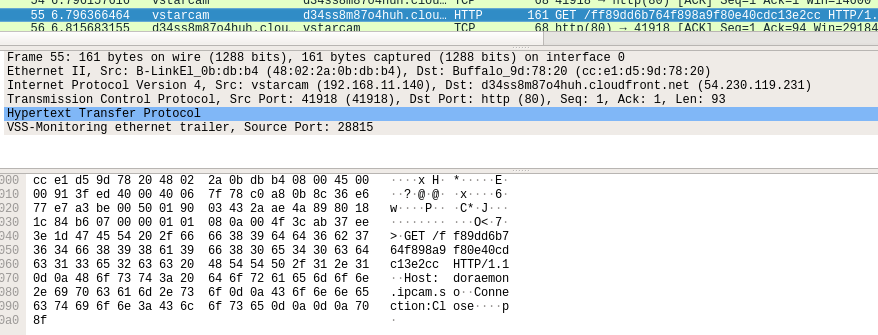 54 6.796157616 vstarcam d34ss8m87o4huh.clou… TCP 68 41918 → http(80) [ACK] Seq=1 Ack=1 Win=14600
55 6.796366464 vstarcam d34ss8m87o4huh.clou… HTTP 161 GET /ff89dd6b764f898a9f80e40cdc13e2cc HTTP/1.
56 6.815683155 d34ss8m87o4huh.clou… vstarcam TCP 68 http(80) → 41918 [ACK] Seq=1 Ack=94 Win=29184
Frame 55: 161 bytes on wire (1288 bits), 161 bytes captured (1288 bits) on interface 0
Ethernet II, Src: B-LinkEl_0b:db:b4 (48:02:2a:0b:db:b4), Dst: Buffalo_9d:78:20 (cc:e1:d5:9d:78:20)
Internet Protocol Version 4, Src: vstarcam (192.168.11.140), Dst: d34ss8m87o4huh.cloudfront.net (54.230.119.231)
Transmission Control Protocol, Src Port: 41918 (41918), Dst Port: http (80), Seq: 1, Ack: 1, Len: 93
Hypertext Transfer Protocol
VSS-Monitoring ethernet trailer, Source Port: 28815
000 cc e1 d5 9d 78 20 48 02 2a 0b db b4 08 00 45 00 ····x H· *·····E·
010 00 91 3f ed 40 00 40 06 7f 78 c0 a8 0b 8c 36 e6 ··?·@·@· ·x····6·
020 77 e7 a3 be 00 50 01 90 03 43 2a ae 4a 89 80 18 w····P·· ·C*·J···
030 1c 84 b6 07 00 00 01 01 08 0a 00 4f 3c ab 37 ee ········ ···O<·7·
040 3e 1d 47 45 54 20 2f 66 66 38 39 64 64 36 62 37 >·GET /f f89dd6b7
050 36 34 66 38 39 38 61 39 66 38 30 65 34 30 63 64 64f898a9 f80e40cd
060 63 31 33 65 32 63 63 20 48 54 54 50 2f 31 2e 31 c13e2cc HTTP/1.1
070 0d 0a 48 6f 73 74 3a 20 64 6f 72 61 65 6d 6f 6e ··Host: doraemon
080 2e 69 70 63 61 6d 2e 73 6f 0d 0a 43 6f 6e 6e 65 .ipcam.s o··Conne
090 63 74 69 6f 6e 3a 43 6c 6f 73 65 0d 0a 0d 0a 70 ction:Cl ose····p
0a0 8f ·